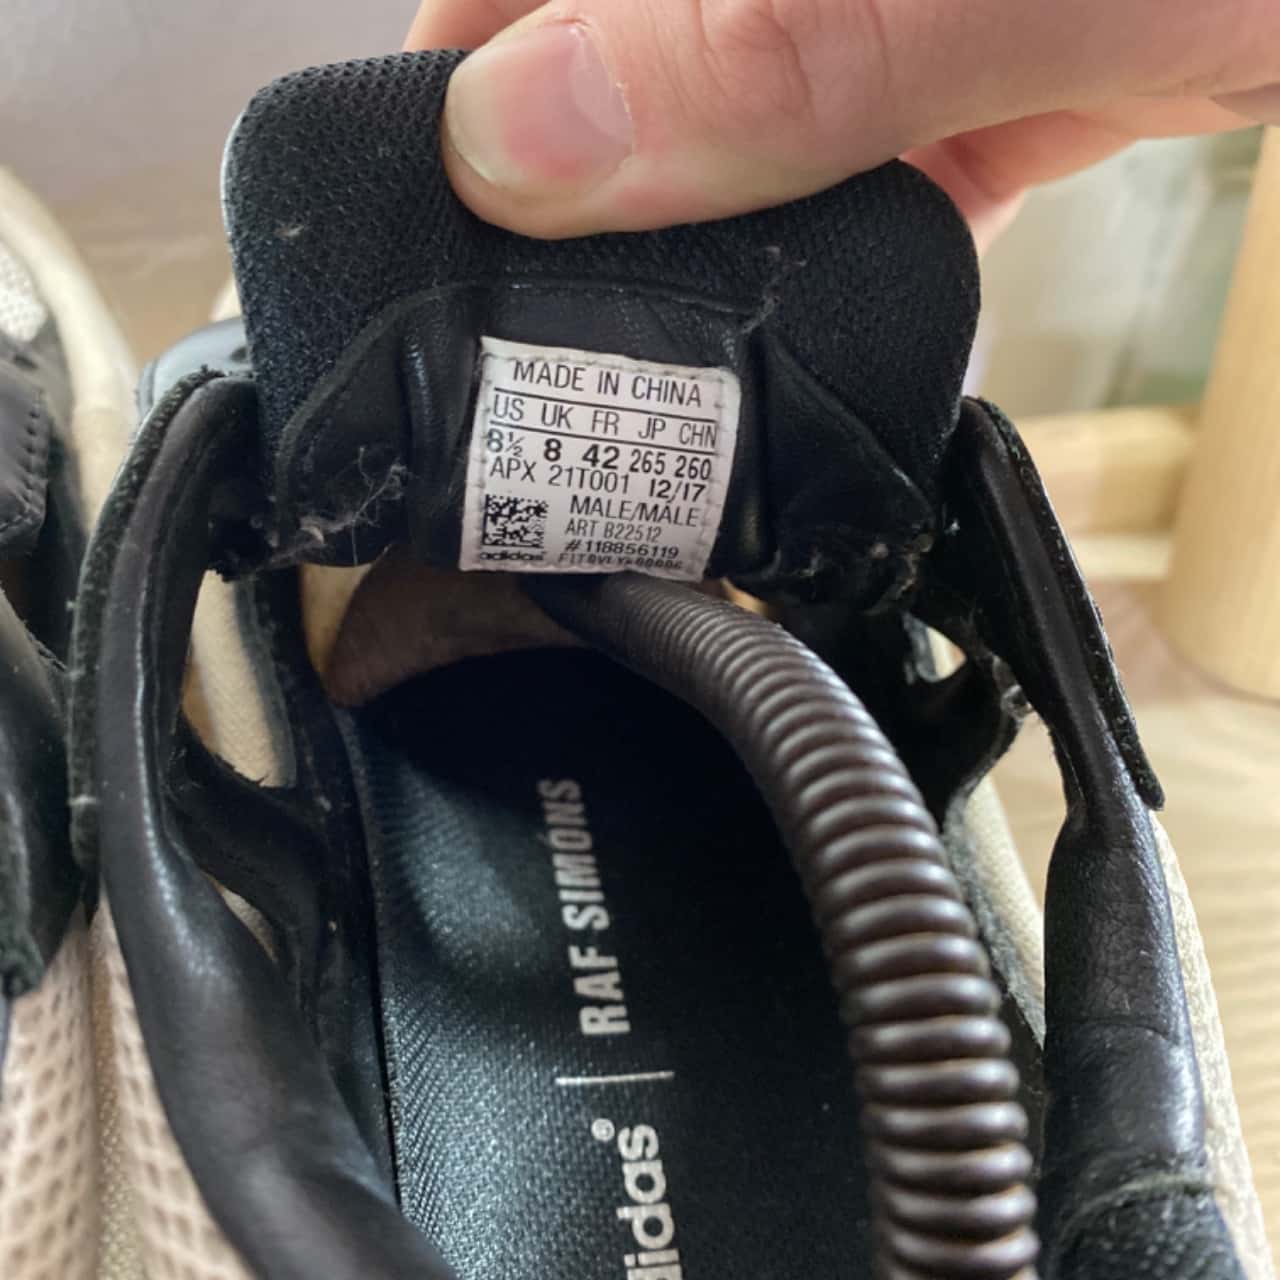 MADE IN CHINA
US UK FR JP CHN
8½ 8 42 265 260
APX 21T001 12/17
MALE/MALE
ART B22512
#118856119
adidas
adidas® | RAF SIMONS